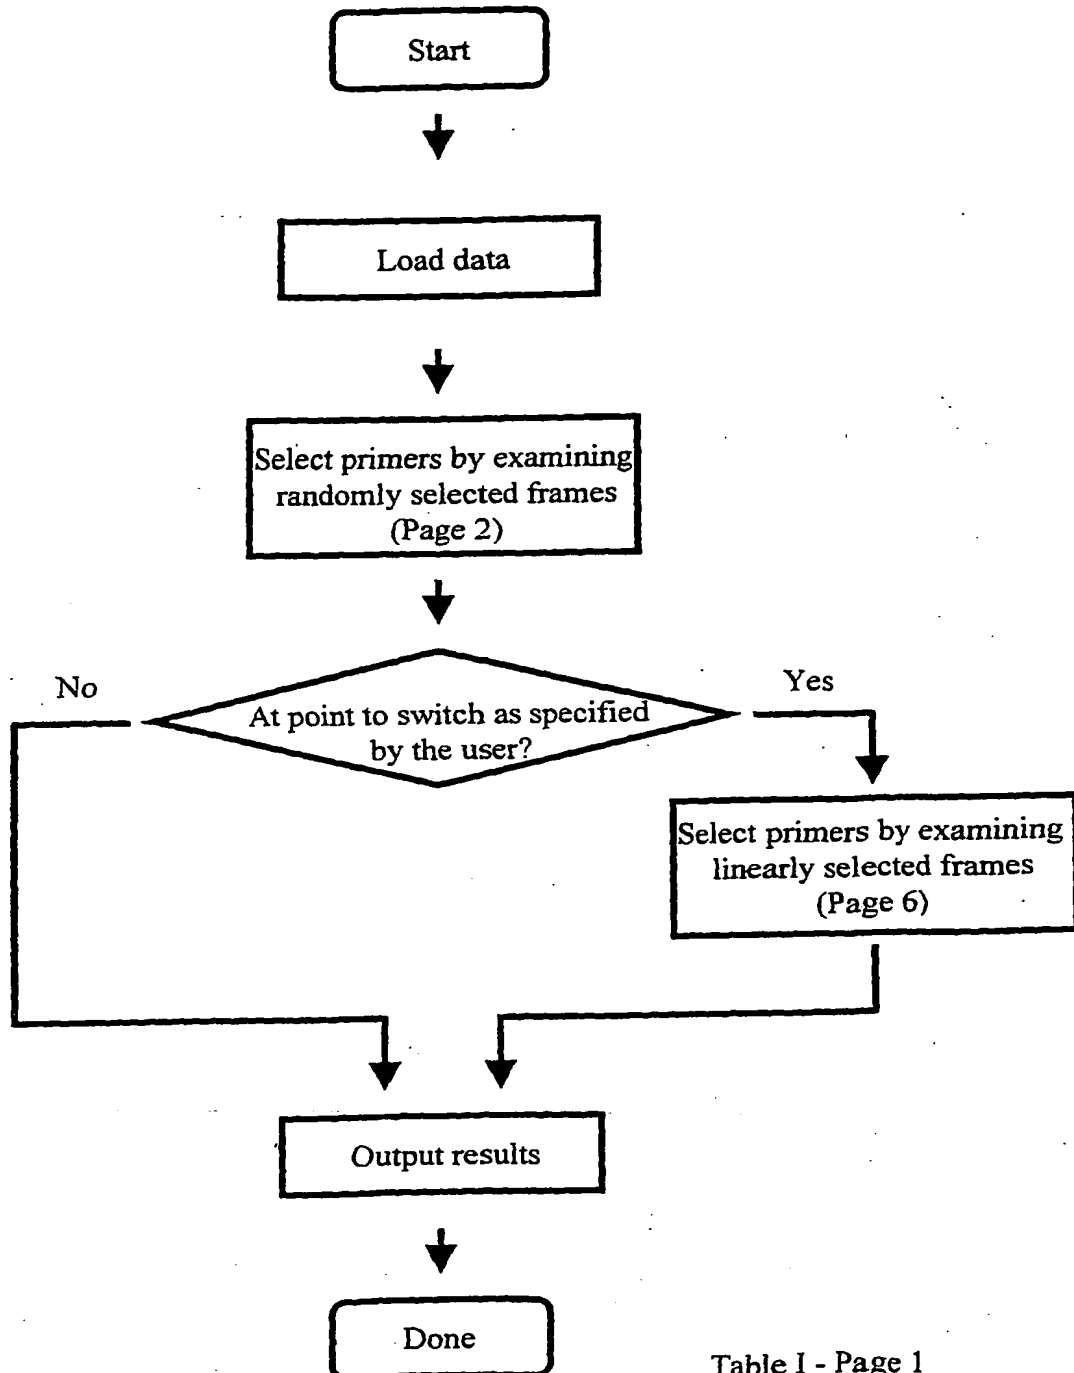 Start
Load data
Select primers by examining
randomly selected frames
(Page 2)
No
Yes
At point to switch as specified
by the user?
Select primers by examining
linearly selected frames
(Page 6)
Output results
Done
Table I - Page 1